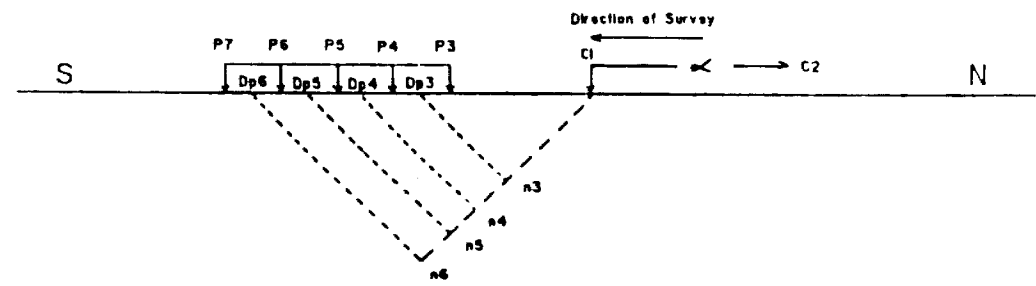 Direction of Survey
P7 P6 P5 P4 P3 C1 C2
S N
Dp6 Dp5 Dp4 Dp3
n3
n4
n5
n6